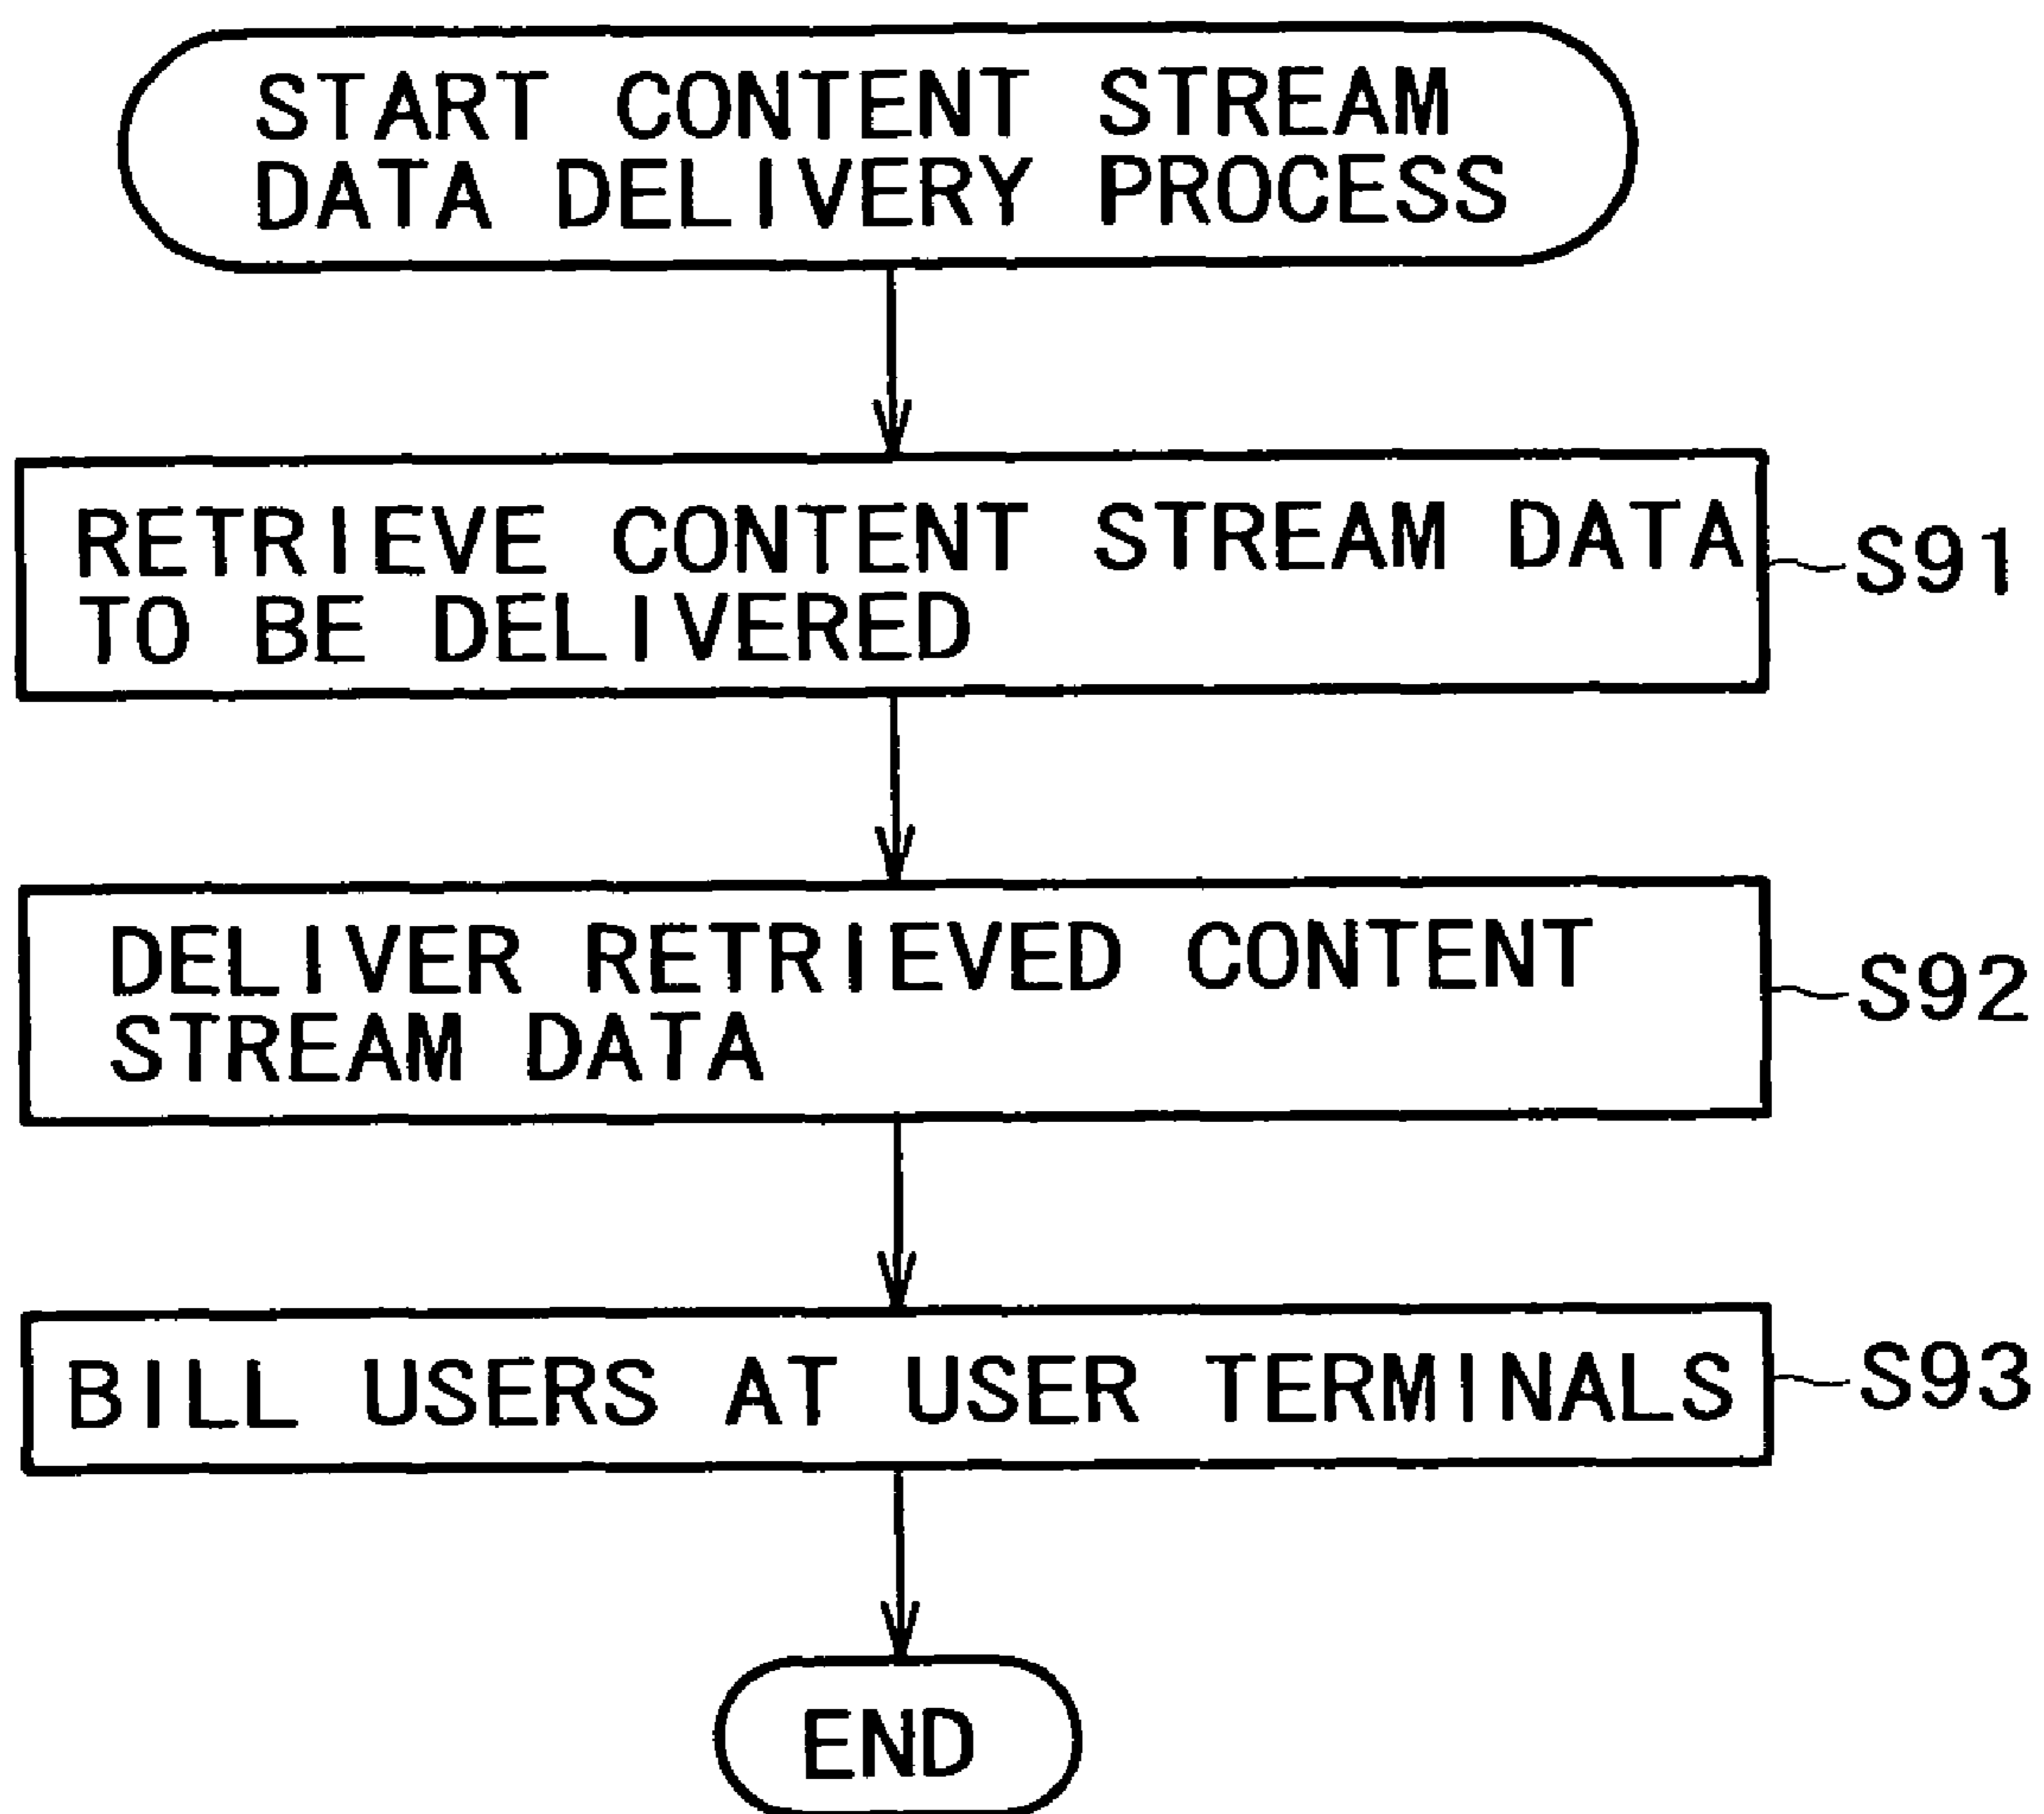 START CONTENT STREAM
DATA DELIVERY PROCESS
RETRIEVE CONTENT STREAM DATA
TO BE DELIVERED
S91
DELIVER RETRIEVED CONTENT
STREAM DATA
S92
BILL USERS AT USER TERMINALS
S93
END